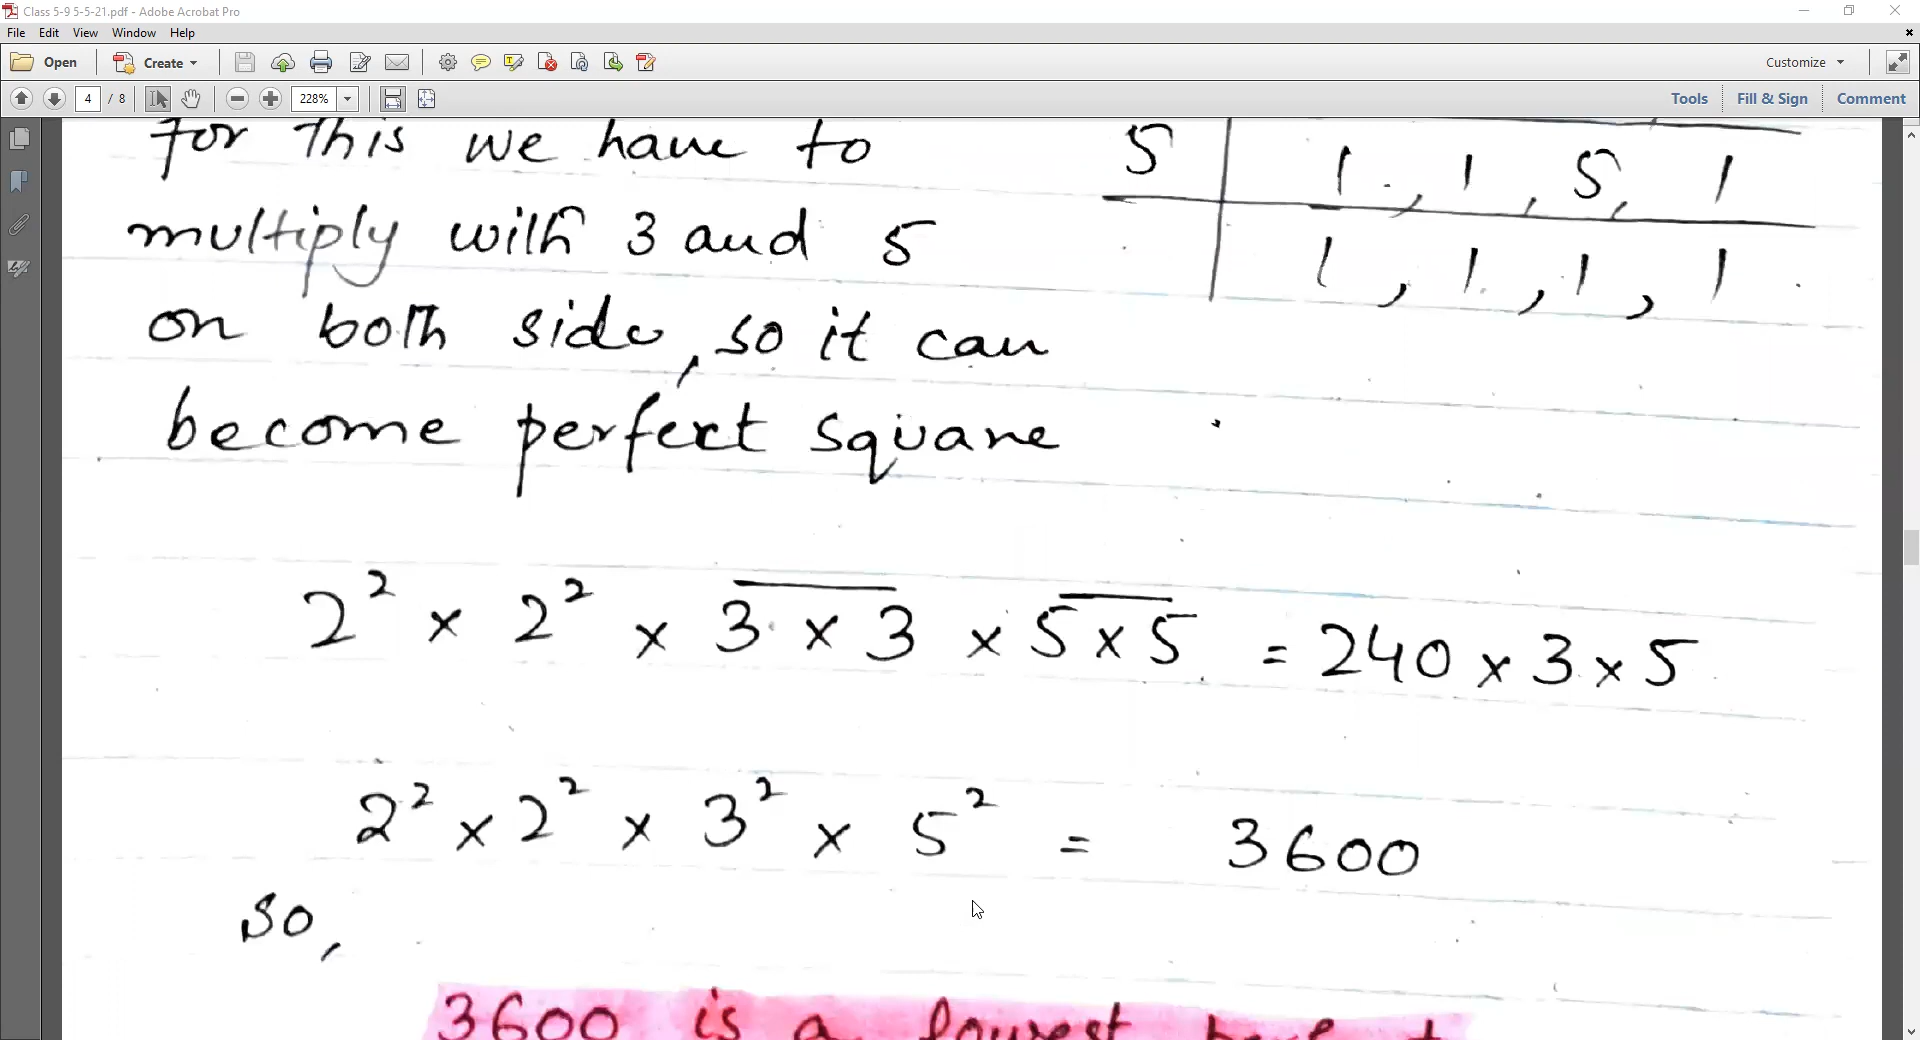 Class 5-9 5-5-21.pdf - Adobe Acrobat Pro
File Edit View Window Help
Open Create Customize
4 / 8 228% Tools Fill & Sign Comment
for this we have to
multiply with 3 and 5
on both side, so it can
become perfect square
5 | 1, 1, 5, 1
1, 1, 1, 1
2² × 2² × 3 × 3 × 5 × 5 = 240 × 3 × 5
2² × 2² × 3² × 5² = 3600
So,
3600 is a lowest